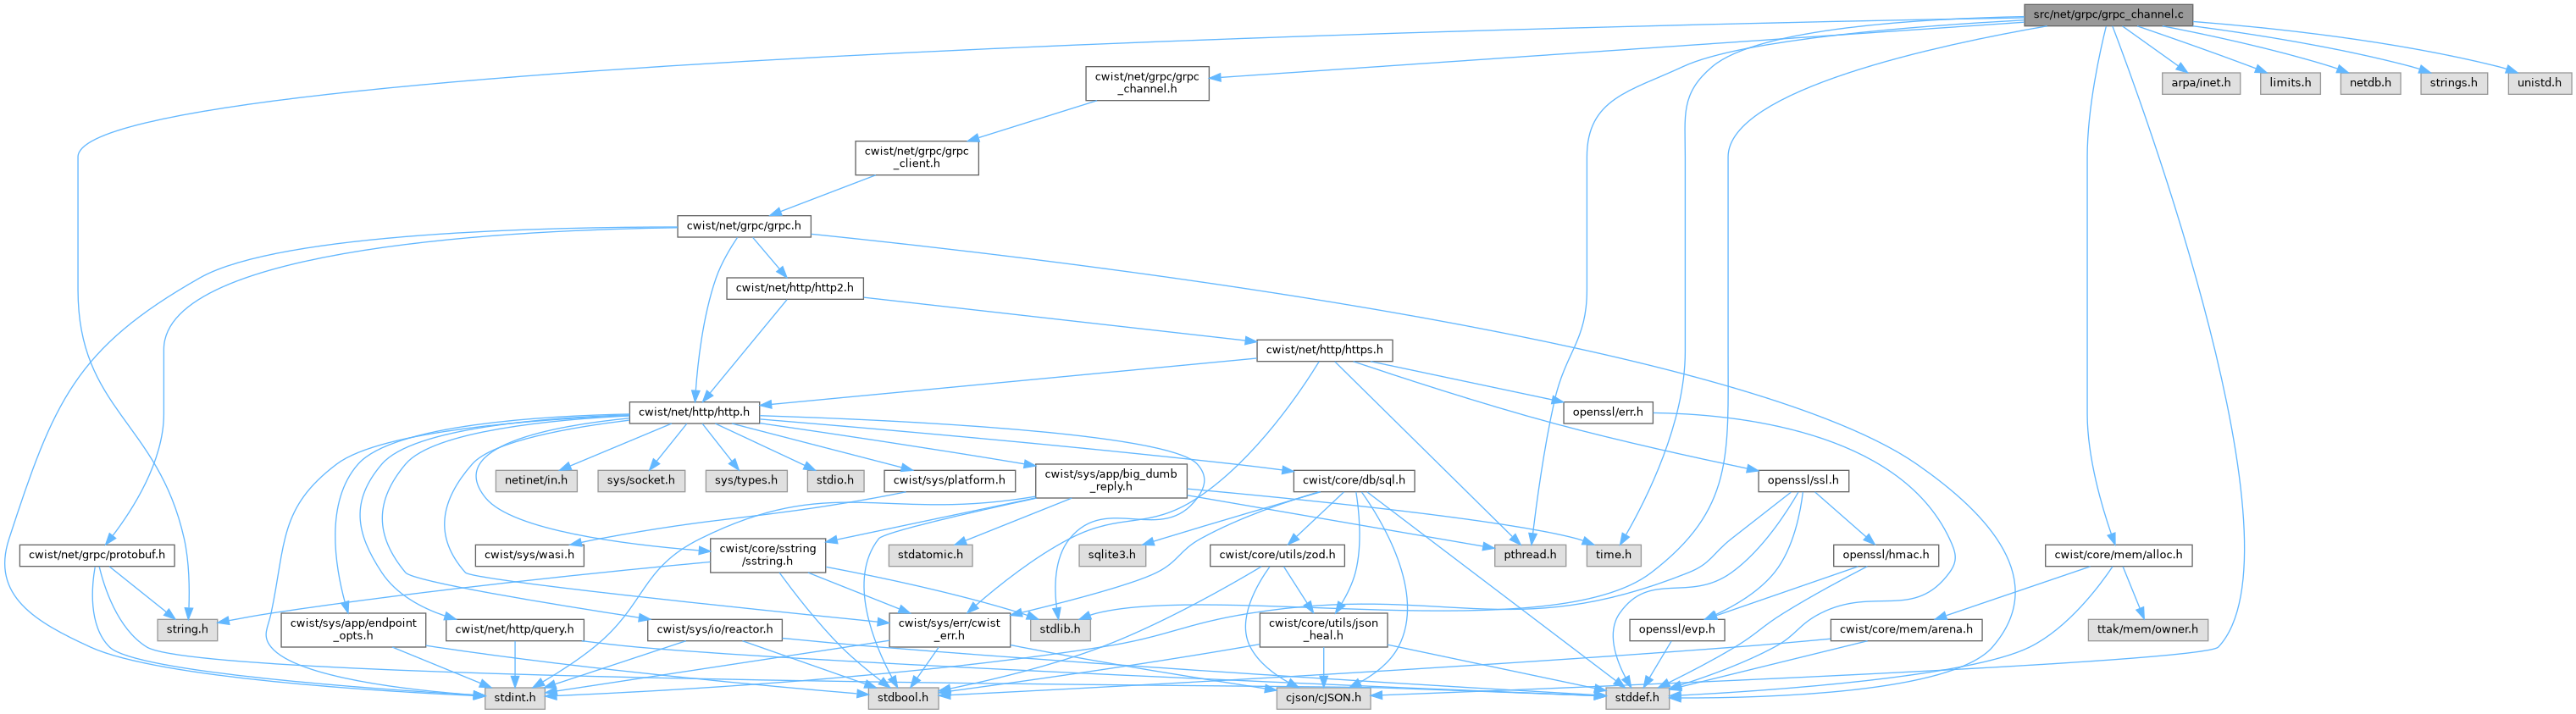 src/net/grpc/grpc_channel.c
cwist/net/grpc/grpc
_channel.h
arpa/inet.h
limits.h
netdb.h
strings.h
unistd.h
cwist/net/grpc/grpc
_client.h
cwist/net/grpc/grpc.h
cwist/net/http/http2.h
cwist/net/http/https.h
cwist/net/http/http.h
openssl/err.h
netinet/in.h
sys/socket.h
sys/types.h
stdio.h
cwist/sys/platform.h
cwist/sys/app/big_dumb
_reply.h
cwist/core/db/sql.h
openssl/ssl.h
cwist/net/grpc/protobuf.h
cwist/sys/wasi.h
cwist/core/sstring
/sstring.h
stdatomic.h
sqlite3.h
cwist/core/utils/zod.h
pthread.h
time.h
openssl/hmac.h
cwist/core/mem/alloc.h
string.h
cwist/sys/app/endpoint
_opts.h
cwist/net/http/query.h
cwist/sys/io/reactor.h
cwist/sys/err/cwist
_err.h
stdlib.h
cwist/core/utils/json
_heal.h
openssl/evp.h
cwist/core/mem/arena.h
ttak/mem/owner.h
stdint.h
stdbool.h
cjson/cJSON.h
stddef.h